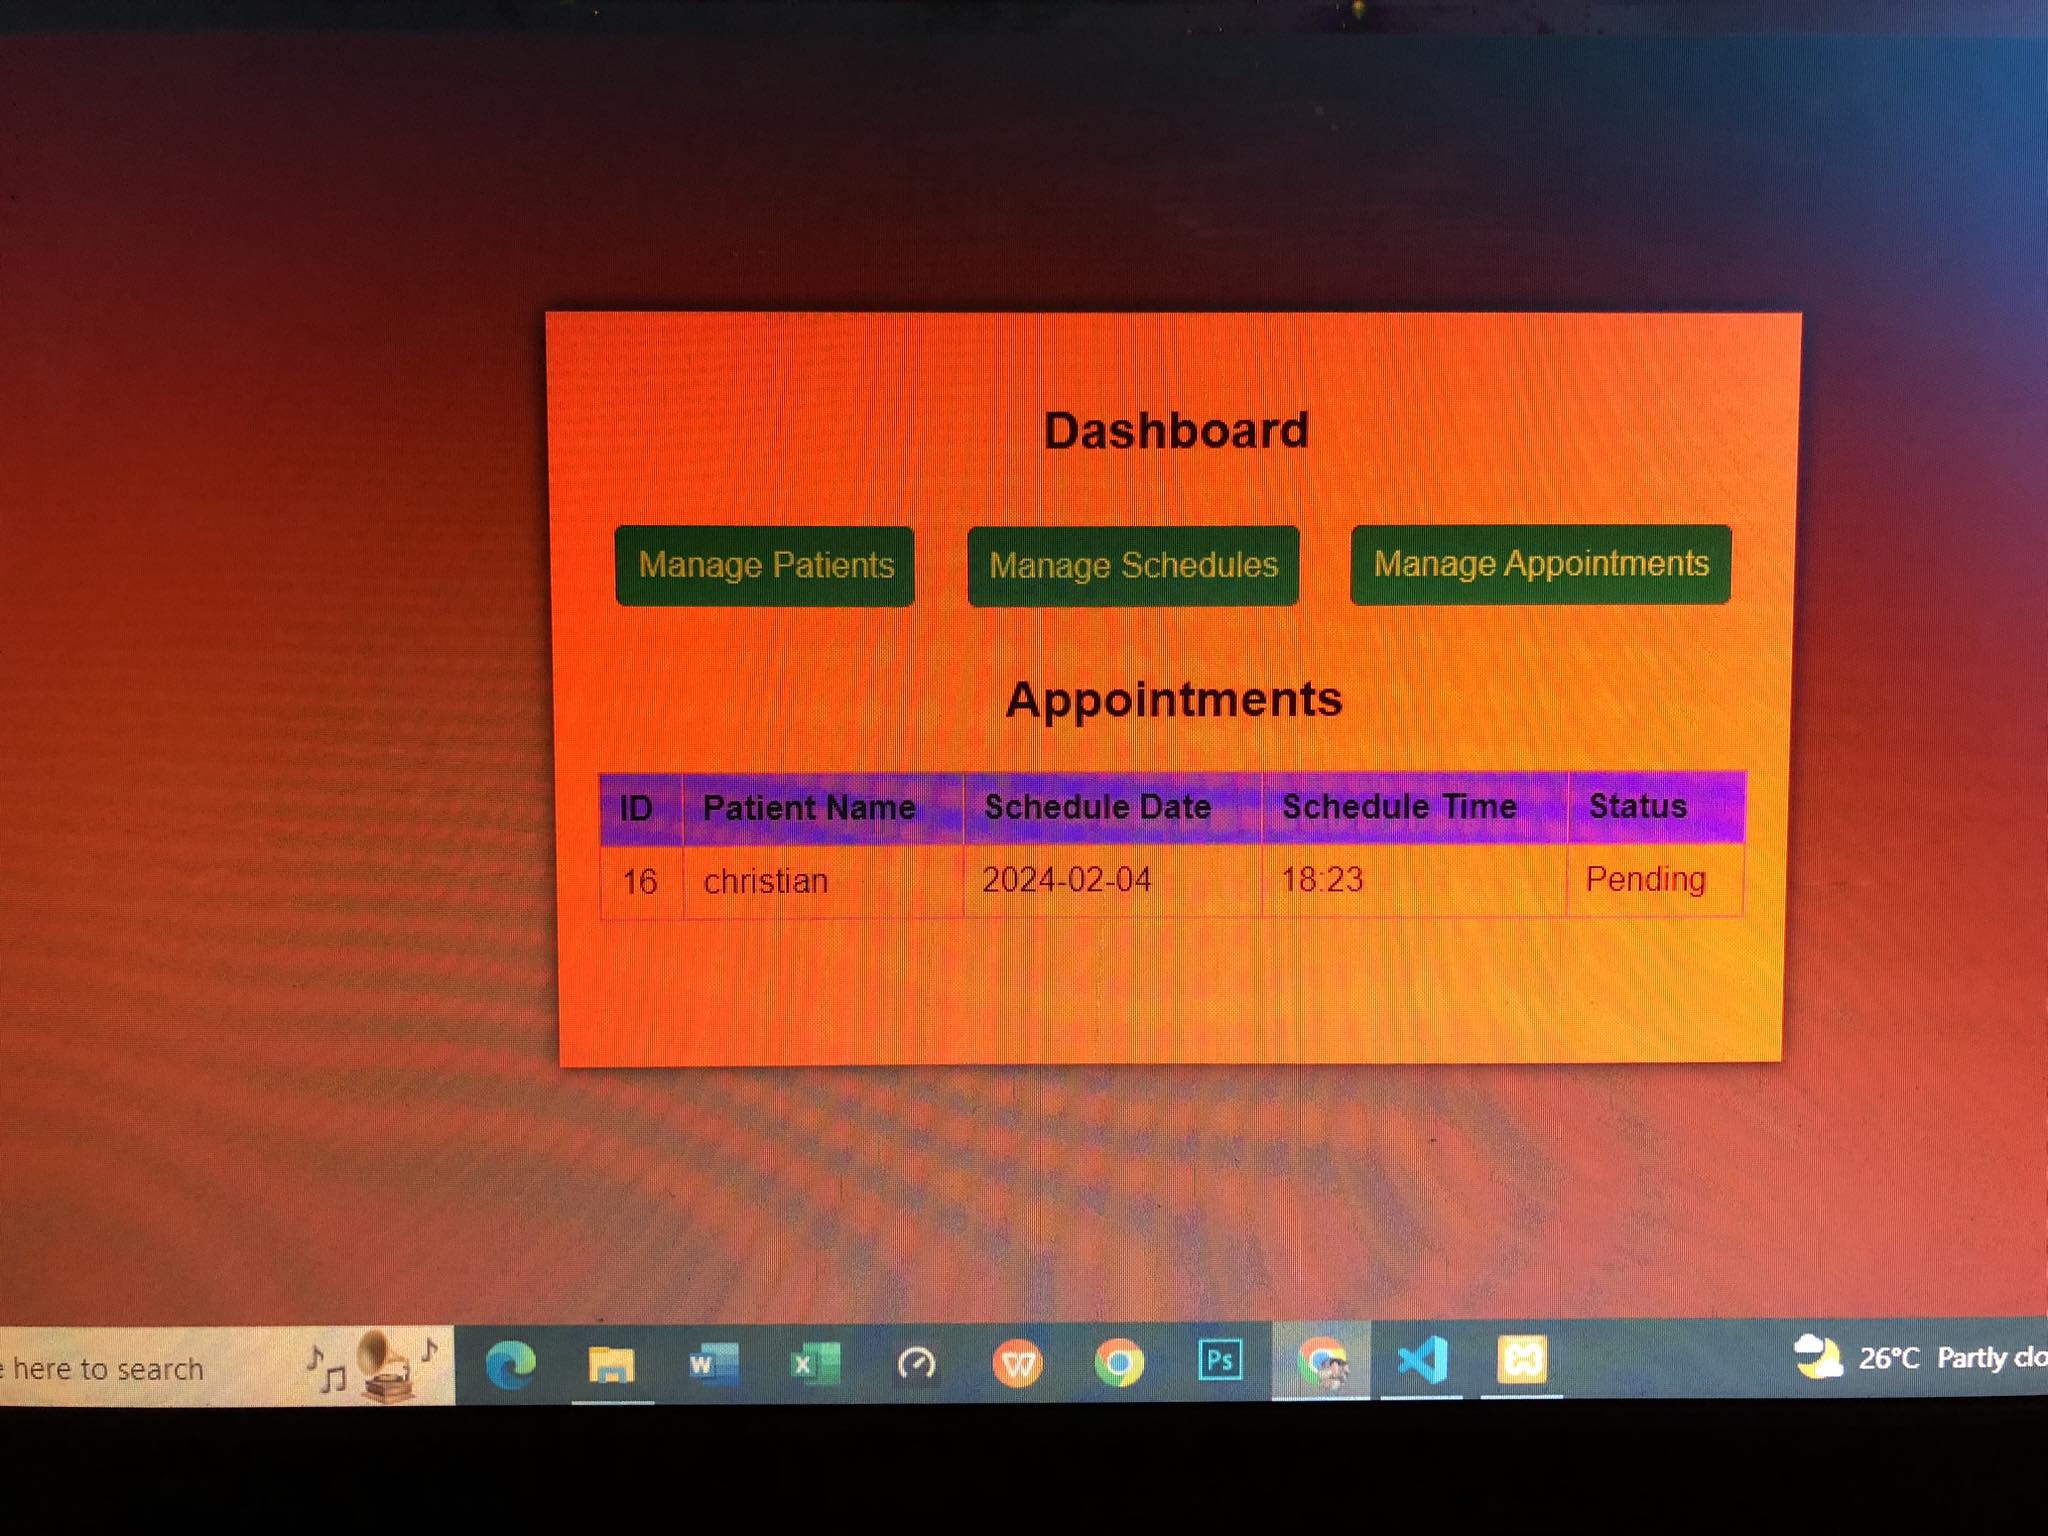 Dashboard
Manage Patients Manage Schedules Manage Appointments
Appointments
ID Patient Name Schedule Date Schedule Time Status
16 christian 2024-02-04 18:23 Pending
here to search
W X W Ps
26°C Partly